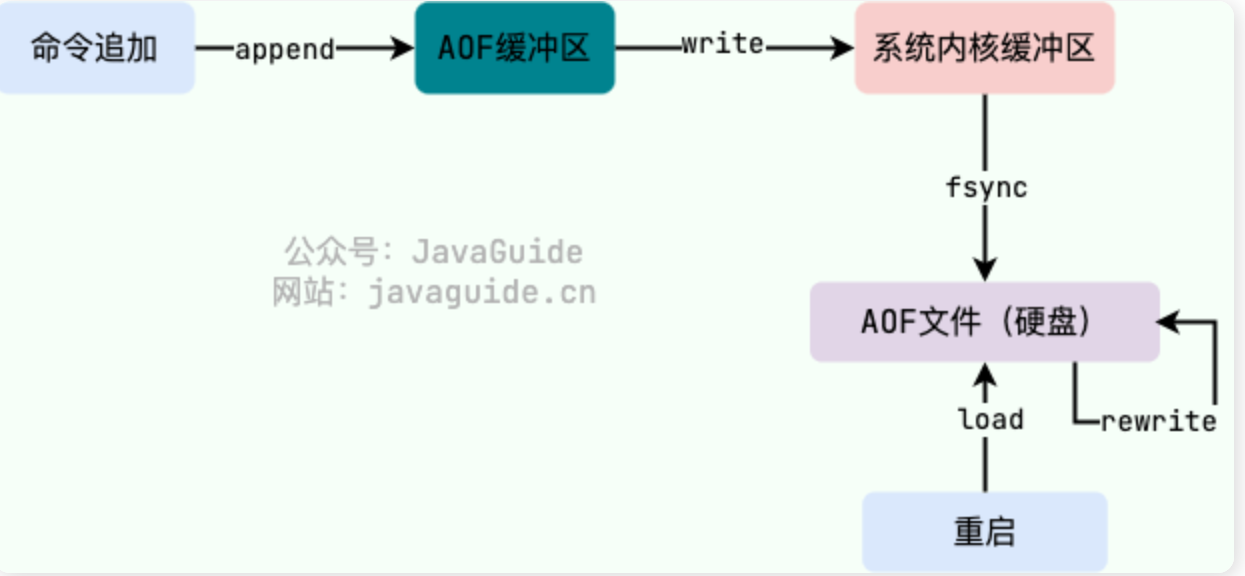 命令追加
append
AOF缓冲区
write
系统内核缓冲区
fsync
公众号：JavaGuide
网站：javaguide.cn
AOF文件（硬盘）
load
rewrite
重启